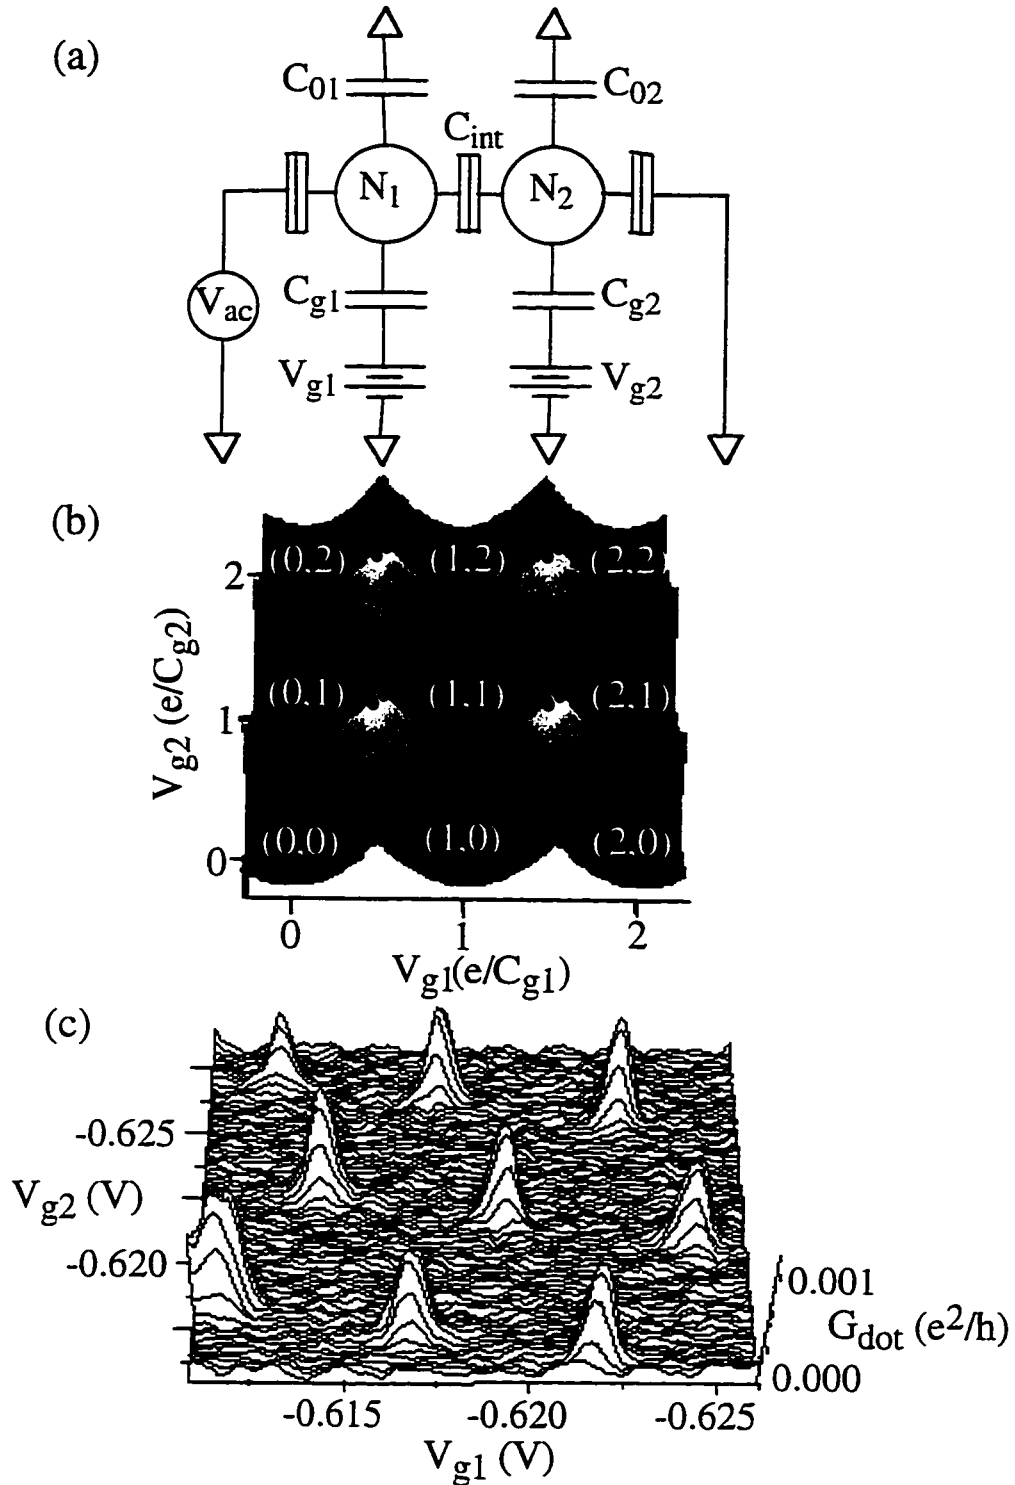 (a)
C01 C02
Cint
N1 N2
Cg1 Cg2
Vac
Vg1 Vg2
(b)
(0,2) (1,2) (2,2)
2
(0,1) (1,1) (2,1)
1
(0,0) (1,0) (2,0)
0
Vg2 (e/Cg2)
0 1 2
Vg1(e/Cg1)
(c)
-0.625
Vg2 (V)
-0.620
0.001
Gdot (e2/h)
0.000
-0.615 -0.620 -0.625
Vg1 (V)